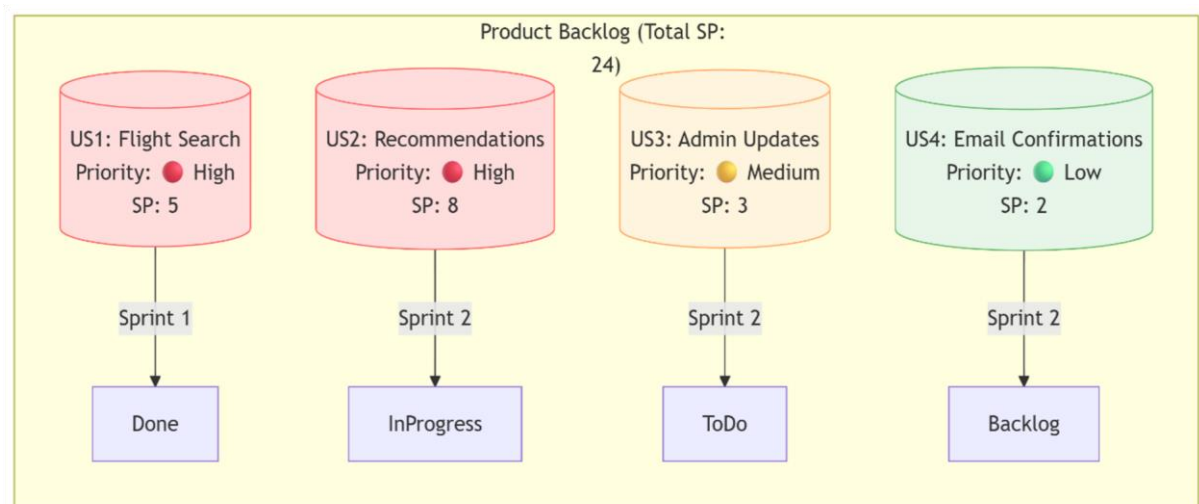 Product Backlog (Total SP:
24)
US1: Flight Search
Priority: 🔴 High
SP: 5
US2: Recommendations
Priority: 🔴 High
SP: 8
US3: Admin Updates
Priority: 🟡 Medium
SP: 3
US4: Email Confirmations
Priority: 🟢 Low
SP: 2
Sprint 1
Sprint 2
Sprint 2
Sprint 2
Done
InProgress
ToDo
Backlog